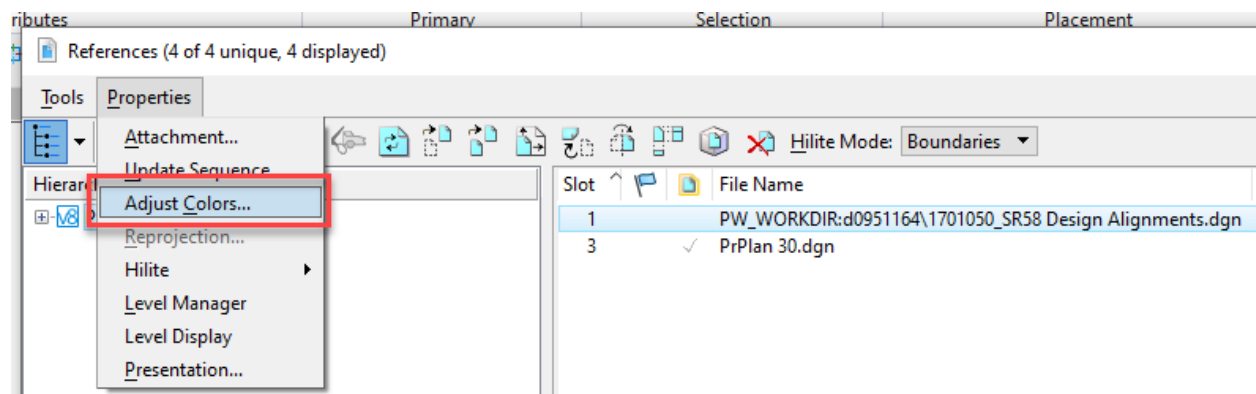 ributes Primary Selection Placement
References (4 of 4 unique, 4 displayed)
Tools Properties
Attachment...
Hilite Mode: Boundaries
Update Sequence
Hierarc Slot File Name
Adjust Colors...
v8 1 PW_WORKDIR:d0951164\1701050_SR58 Design Alignments.dgn
Reprojection...
3 PrPlan 30.dgn
Hilite
Level Manager
Level Display
Presentation...